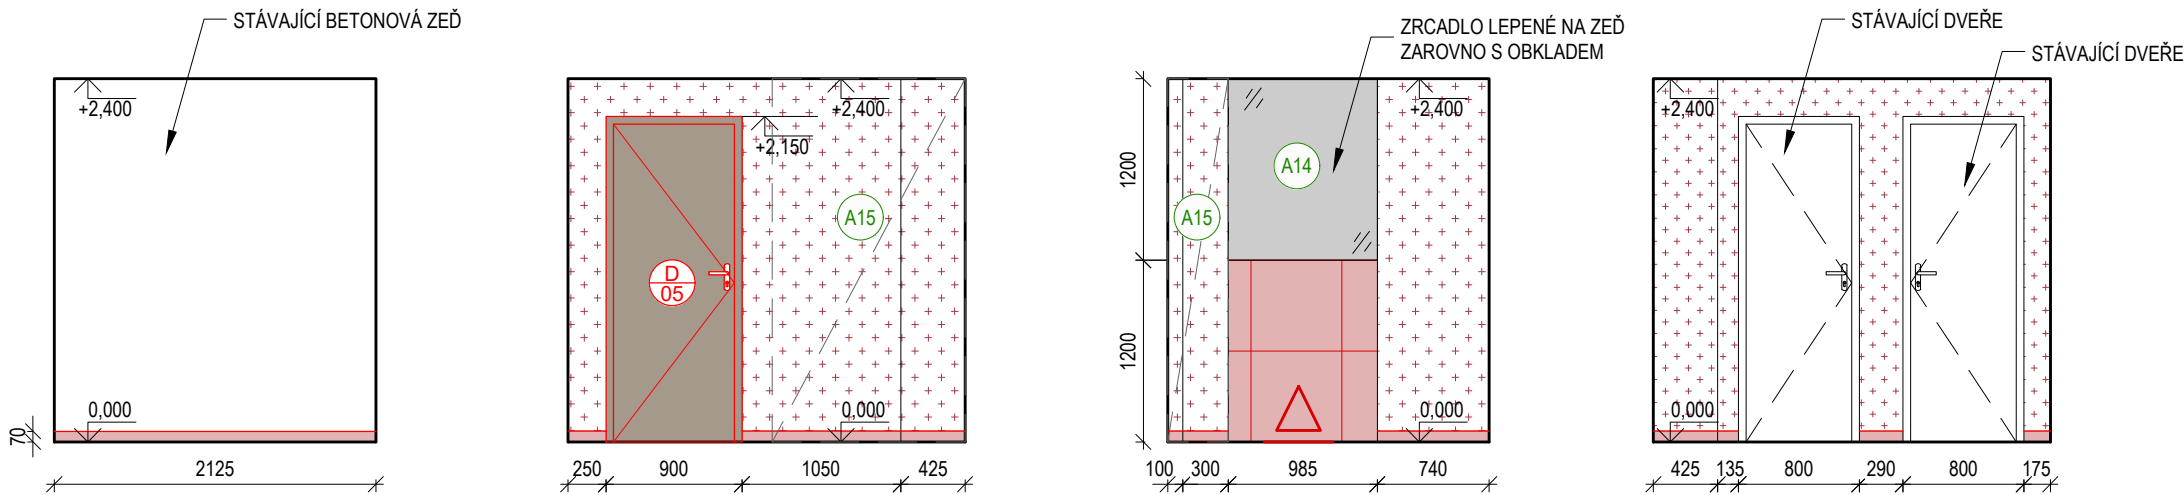 STÁVAJÍCÍ BETONOVÁ ZEĎ
+2,400
0,000
70
2125
+2,400
+2,150
A15
D
05
0,000
250 900 1050 425
ZRCADLO LEPENÉ NA ZEĎ
ZAROVNO S OBKLADEM
+2,400
1200
A14
A15
1200
0,000
100 300 985 740
STÁVAJÍCÍ DVEŘE
STÁVAJÍCÍ DVEŘE
+2,400
0,000
425 135 800 290 800 175